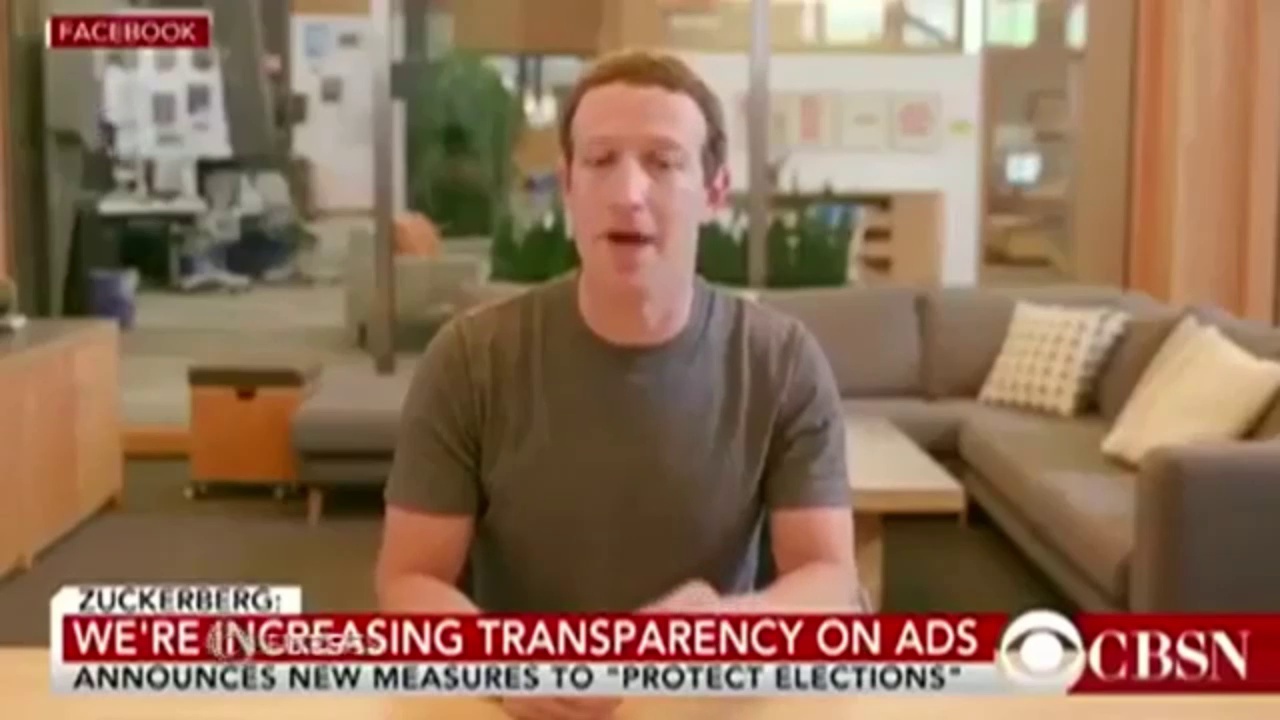 FACEBOOK
ZUCKERBERG:
WE'RE INCREASING TRANSPARENCY ON ADS
ANNOUNCES NEW MEASURES TO "PROTECT ELECTIONS"
CBSN